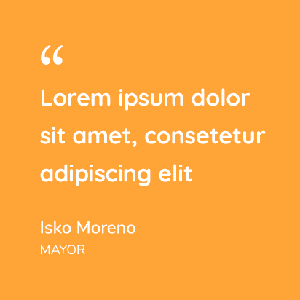 “
Lorem ipsum dolor
sit amet, consetetur
adipiscing elit
Isko Moreno
MAYOR